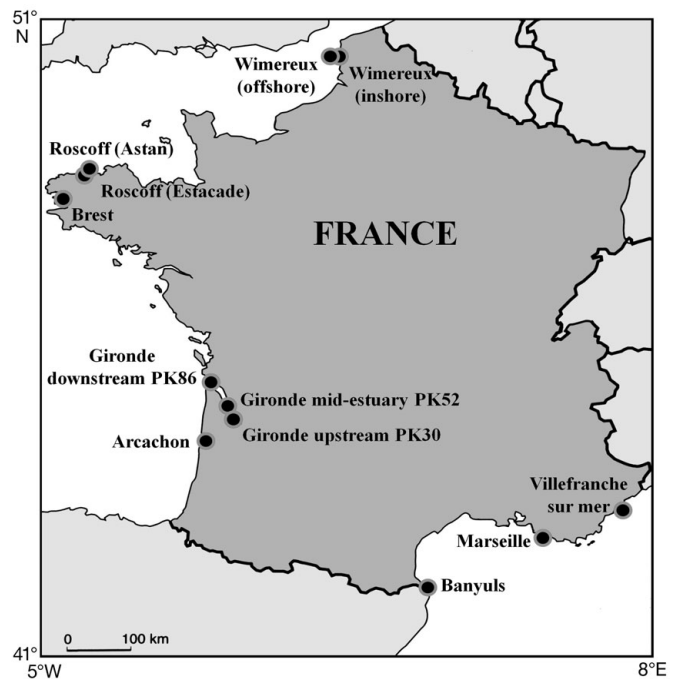 51°
N
Wimereux
(offshore)
Wimereux
(inshore)
Roscoff (Astan)
Roscoff (Estacade)
Brest
FRANCE
Gironde
downstream PK86
Gironde mid-estuary PK52
Gironde upstream PK30
Arcachon
Villefranche
sur mer
Marseille
Banyuls
0 100 km
41°
5°W
8°E